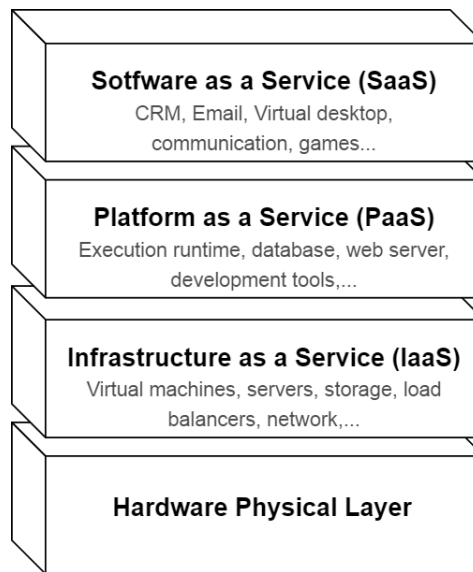 Sotfware as a Service (SaaS)
CRM, Email, Virtual desktop,
communication, games...
Platform as a Service (PaaS)
Execution runtime, database, web server,
development tools,...
Infrastructure as a Service (IaaS)
Virtual machines, servers, storage, load
balancers, network,...
Hardware Physical Layer